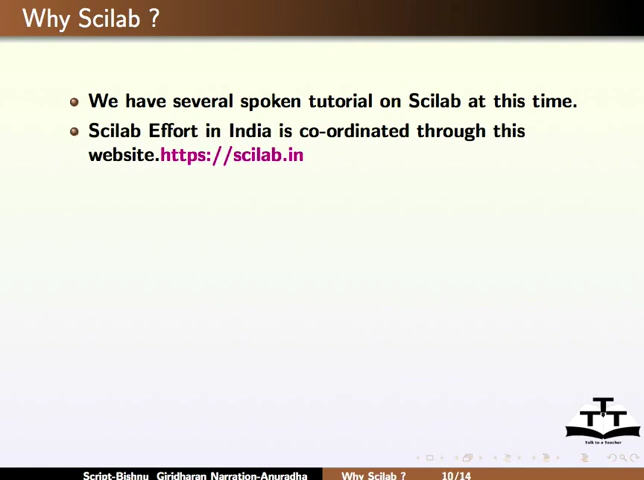 Why Scilab ?
We have several spoken tutorial on Scilab at this time.
Scilab Effort in India is co-ordinated through this
website.https://scilab.in
Talk to a Teacher
Script-Bishnu Giridharan Narration-Anuradha Why Scilab ? 10/14